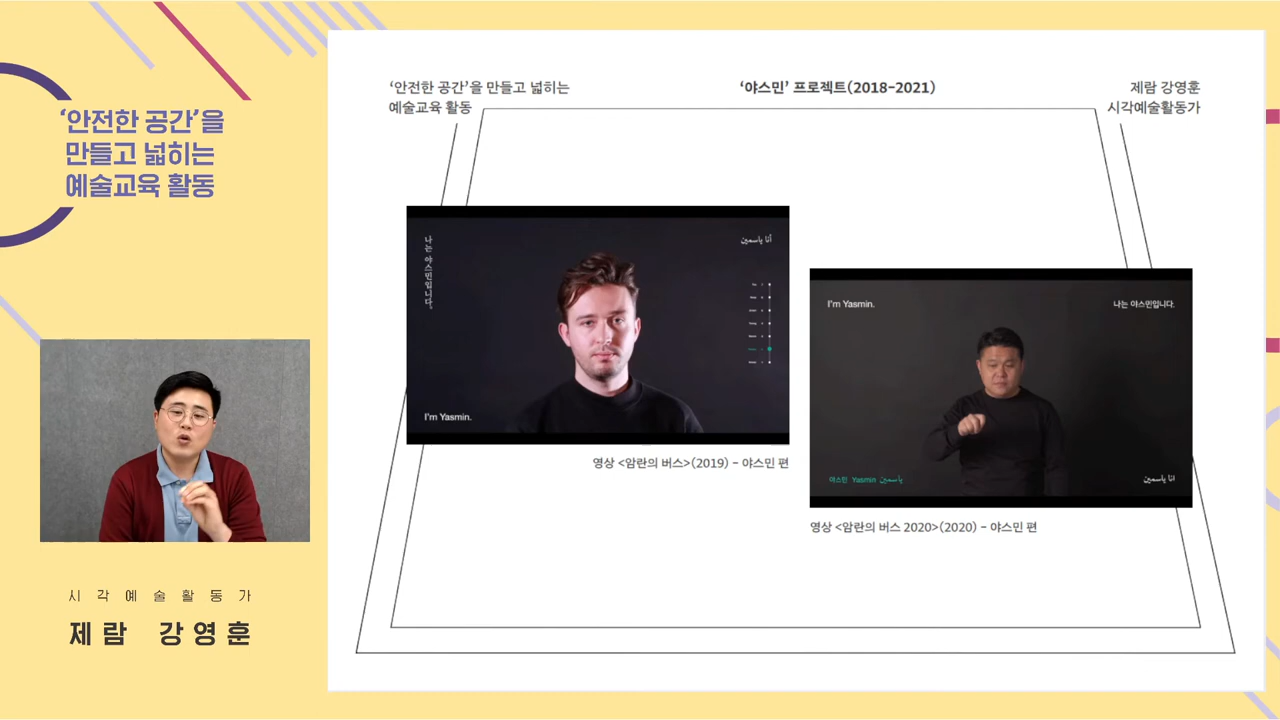 ‘안전한 공간’을
만들고 넓히는
예술교육 활동
시각예술활동가
제람 강영훈
‘안전한 공간’을 만들고 넓히는
예술교육 활동
‘야스민’ 프로젝트(2018-2021)
제람 강영훈
시각예술활동가
나는 야스민입니다.
أنا ياسمين
I'm Yasmin.
영상 <암란의 버스>(2019) - 야스민 편
I'm Yasmin.
나는 야스민입니다.
야스민 Yasmin ياسمين
انا ياسمين
영상 <암란의 버스 2020>(2020) - 야스민 편